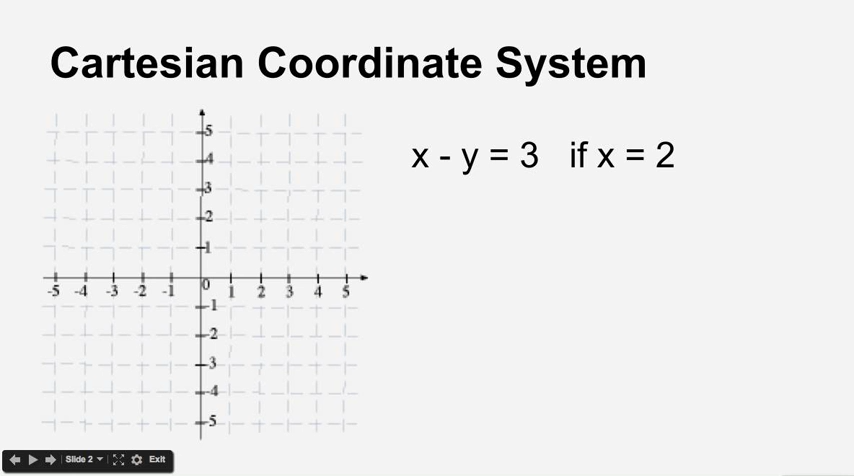 Cartesian Coordinate System
x - y = 3 if x = 2
5
4
3
2
1
-5 -4 -3 -2 -1 0 1 2 3 4 5
-1
-2
-3
-4
-5
Slide 2 Exit